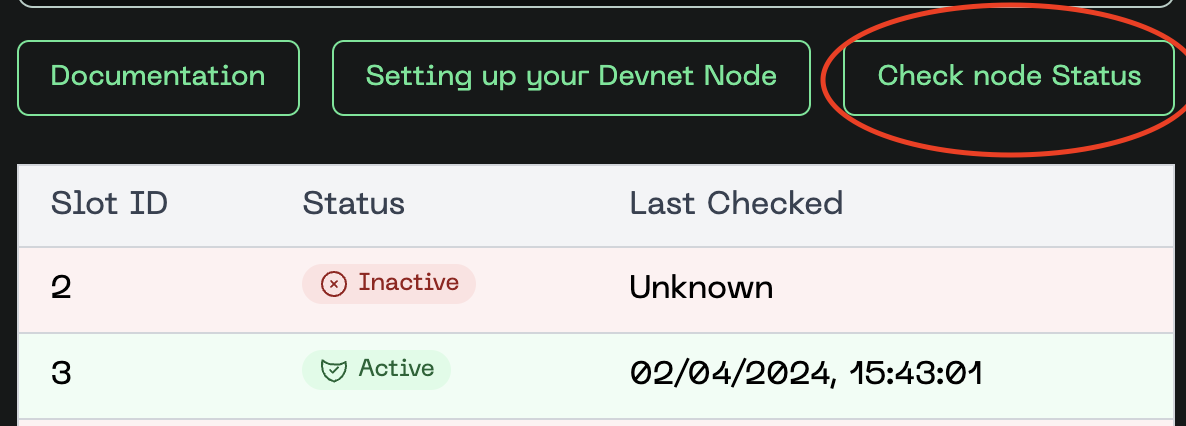 Documentation Setting up your Devnet Node Check node Status
Slot ID Status Last Checked
2 Inactive Unknown
3 Active 02/04/2024, 15:43:01